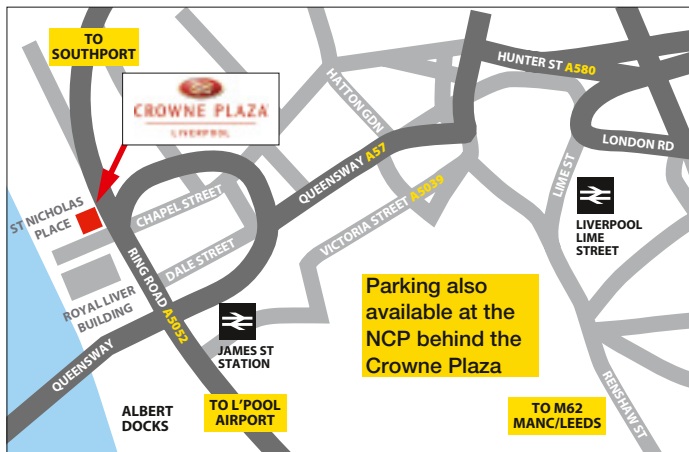 TO
SOUTHPORT
CROWNE PLAZA
LIVERPOOL
HUNTER ST A580
HATTON GDN
LONDON RD
QUEENSWAY A57
LIME ST
VICTORIA STREET A5039
ST NICHOLAS
PLACE
CHAPEL STREET
LIVERPOOL
LIME
STREET
DALE STREET
RING ROAD A5052
ROYAL LIVER
BUILDING
Parking also
available at the
NCP behind the
Crowne Plaza
JAMES ST
STATION
QUEENSWAY
RENSHAW ST
ALBERT
DOCKS
TO L'POOL
AIRPORT
TO M62
MANC/LEEDS